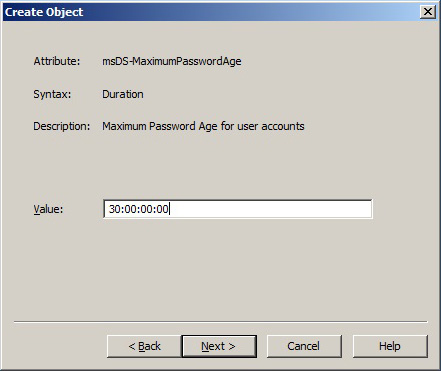 Create Object
Attribute: msDS-MaximumPasswordAge
Syntax: Duration
Description: Maximum Password Age for user accounts
Value: 30:00:00:00
< Back Next > Cancel Help